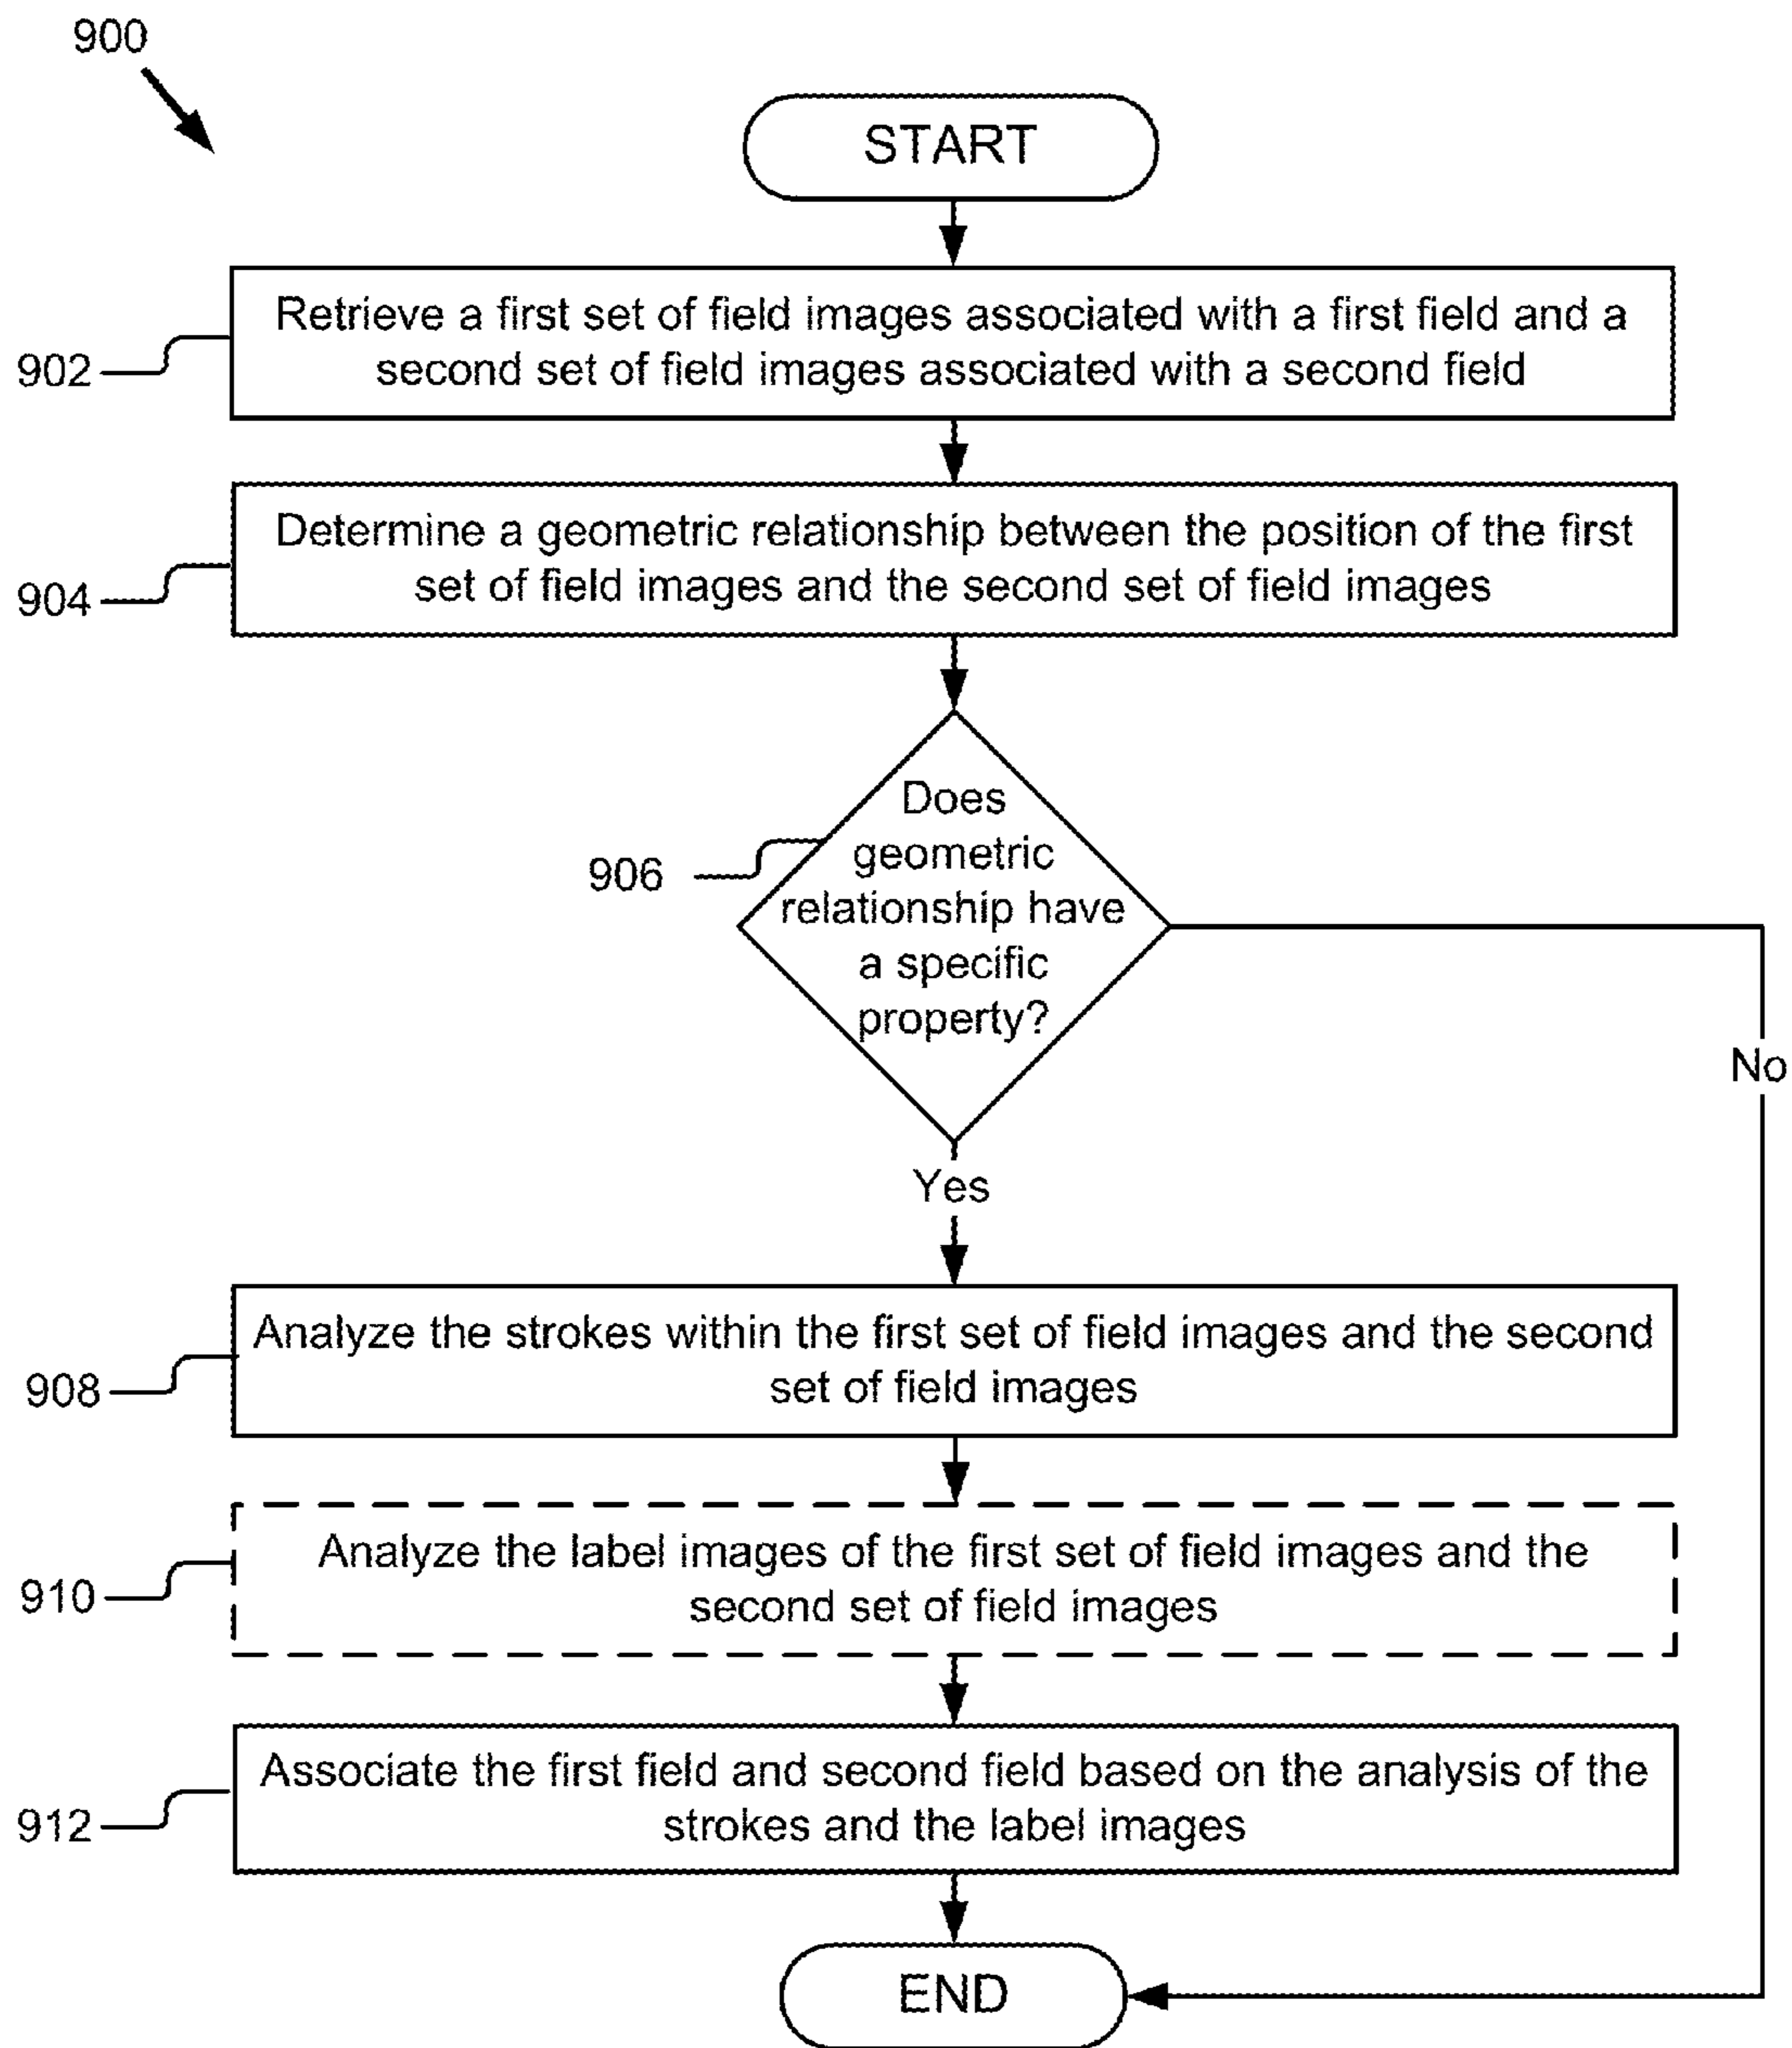 900
START
902
Retrieve a first set of field images associated with a first field and a
second set of field images associated with a second field
904
Determine a geometric relationship between the position of the first
set of field images and the second set of field images
906
Does
geometric
relationship have
a specific
property?
No
Yes
908
Analyze the strokes within the first set of field images and the second
set of field images
910
Analyze the label images of the first set of field images and the
second set of field images
912
Associate the first field and second field based on the analysis of the
strokes and the label images
END